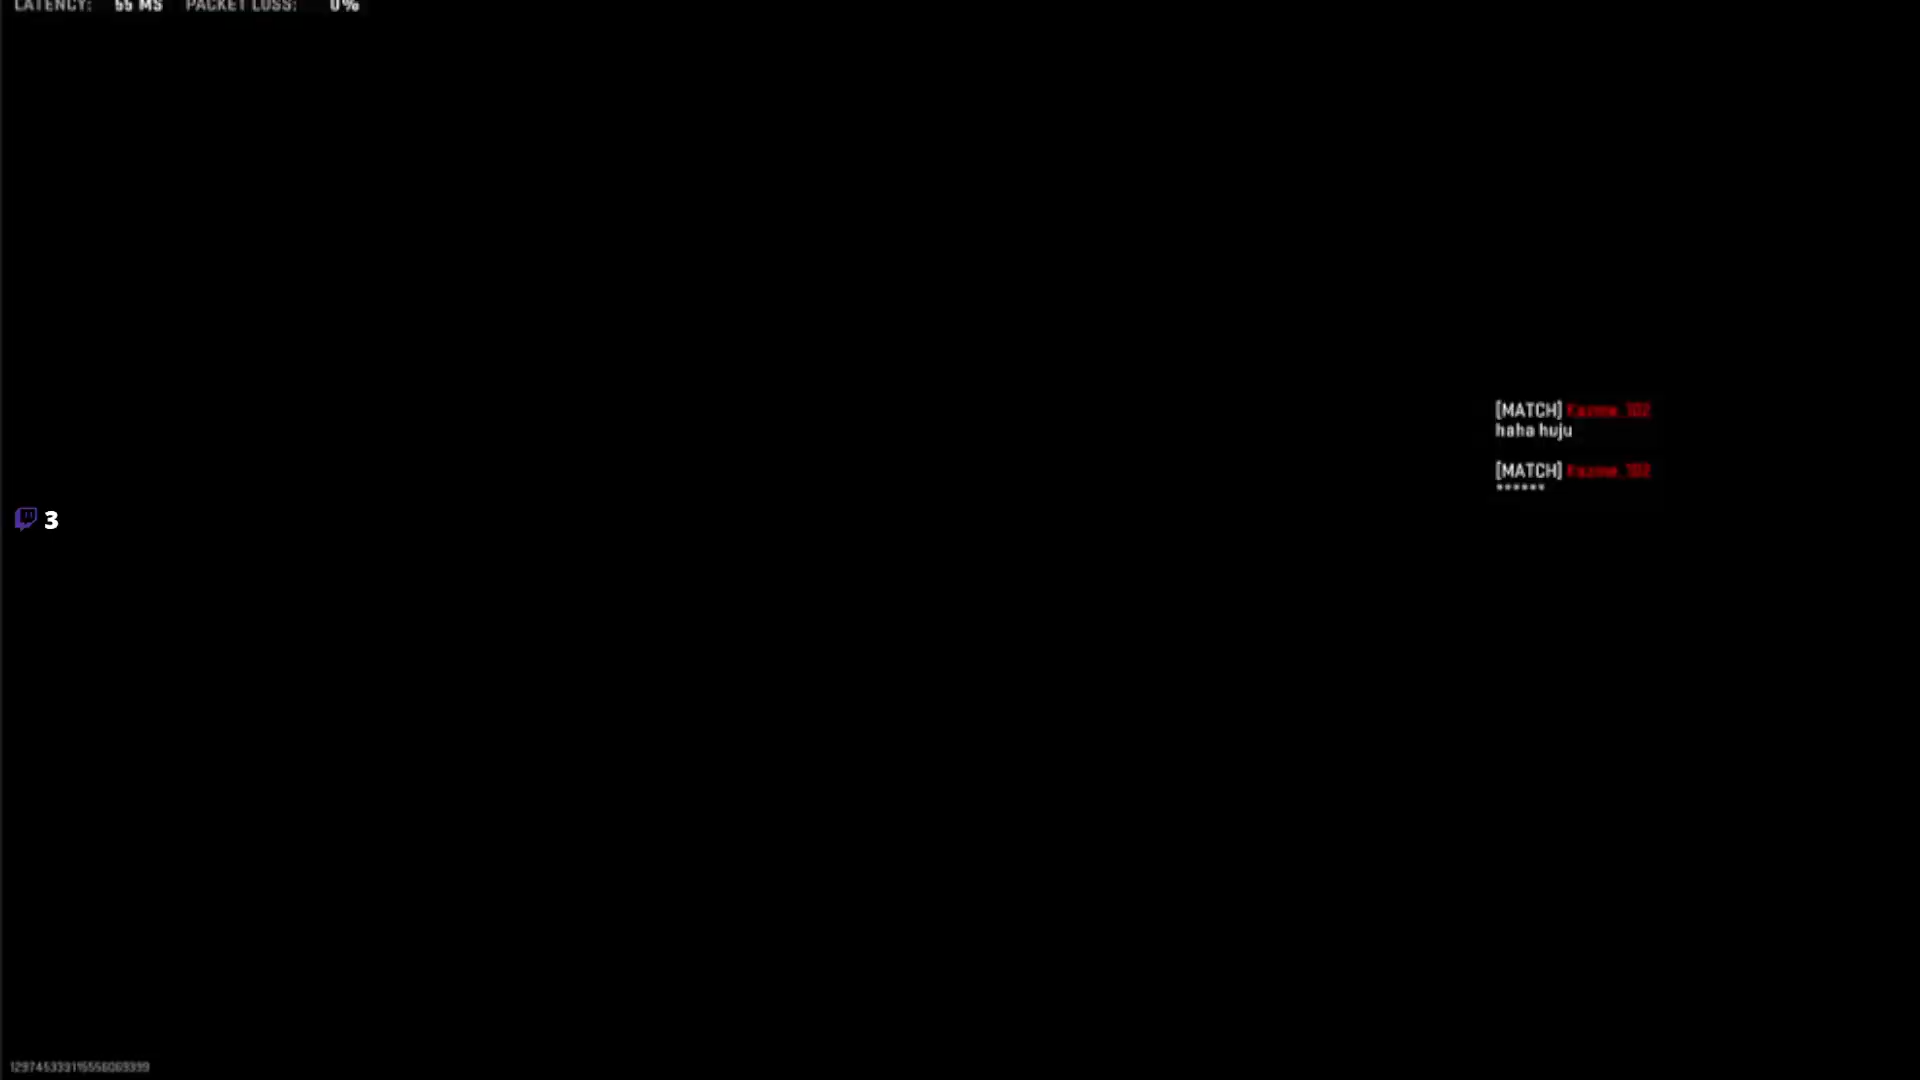 LATENCY: 55 MS PACKET LOSS: 0%
[MATCH]
haha huju
[MATCH]
******
3